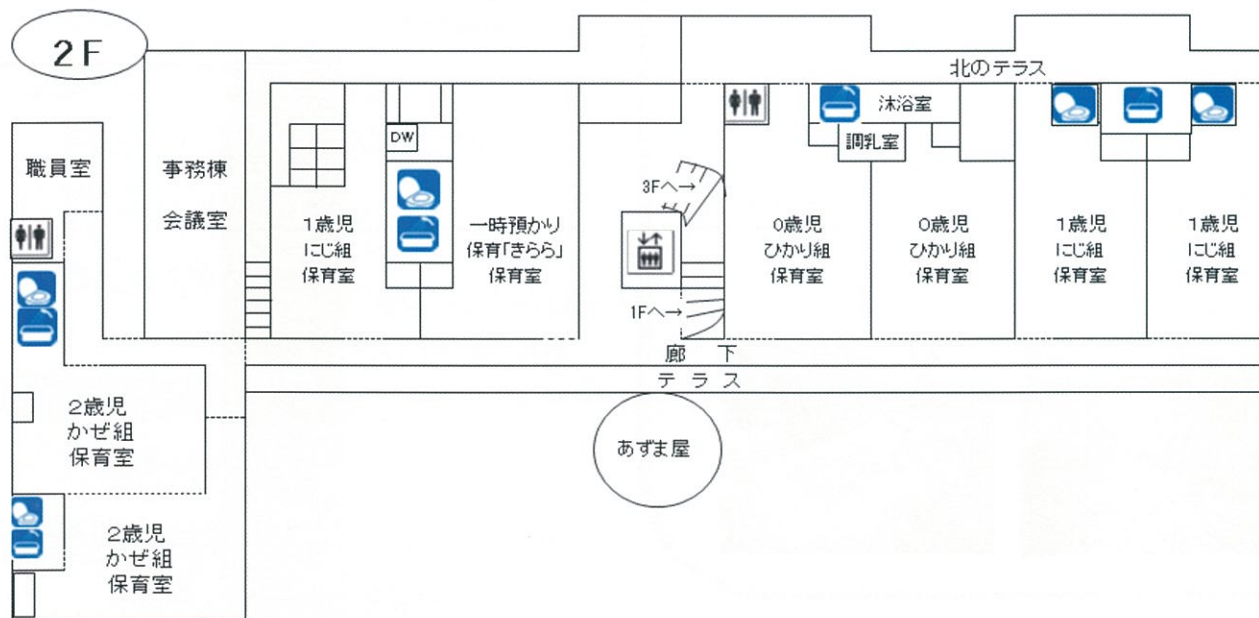 2F
北のテラス
職員室
事務棟
会議室
DW
沐浴室
調乳室
3Fへ→
1歳児
にじ組
保育室
一時預かり
保育「きらら」
保育室
0歳児
ひかり組
保育室
0歳児
ひかり組
保育室
1歳児
にじ組
保育室
1歳児
にじ組
保育室
1Fへ→
廊 下
テ ラ ス
2歳児
かぜ組
保育室
あずま屋
2歳児
かぜ組
保育室